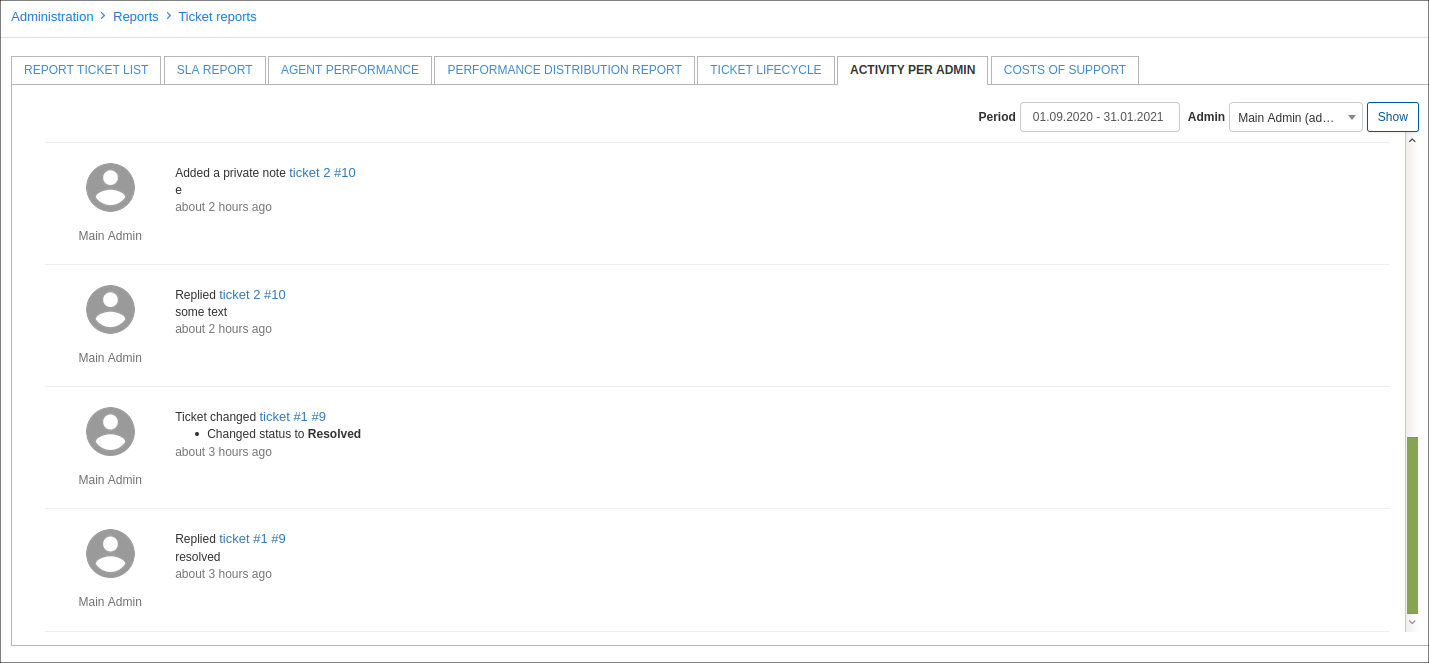 Administration > Reports > Ticket reports
REPORT TICKET LIST SLA REPORT AGENT PERFORMANCE PERFORMANCE DISTRIBUTION REPORT TICKET LIFECYCLE ACTIVITY PER ADMIN COSTS OF SUPPORT
Period 01.09.2020 - 31.01.2021 Admin Main Admin (ad... Show
Added a private note ticket 2 #10
e
about 2 hours ago
Main Admin
Replied ticket 2 #10
some text
about 2 hours ago
Main Admin
Ticket changed ticket #1 #9
• Changed status to Resolved
about 3 hours ago
Main Admin
Replied ticket #1 #9
resolved
about 3 hours ago
Main Admin